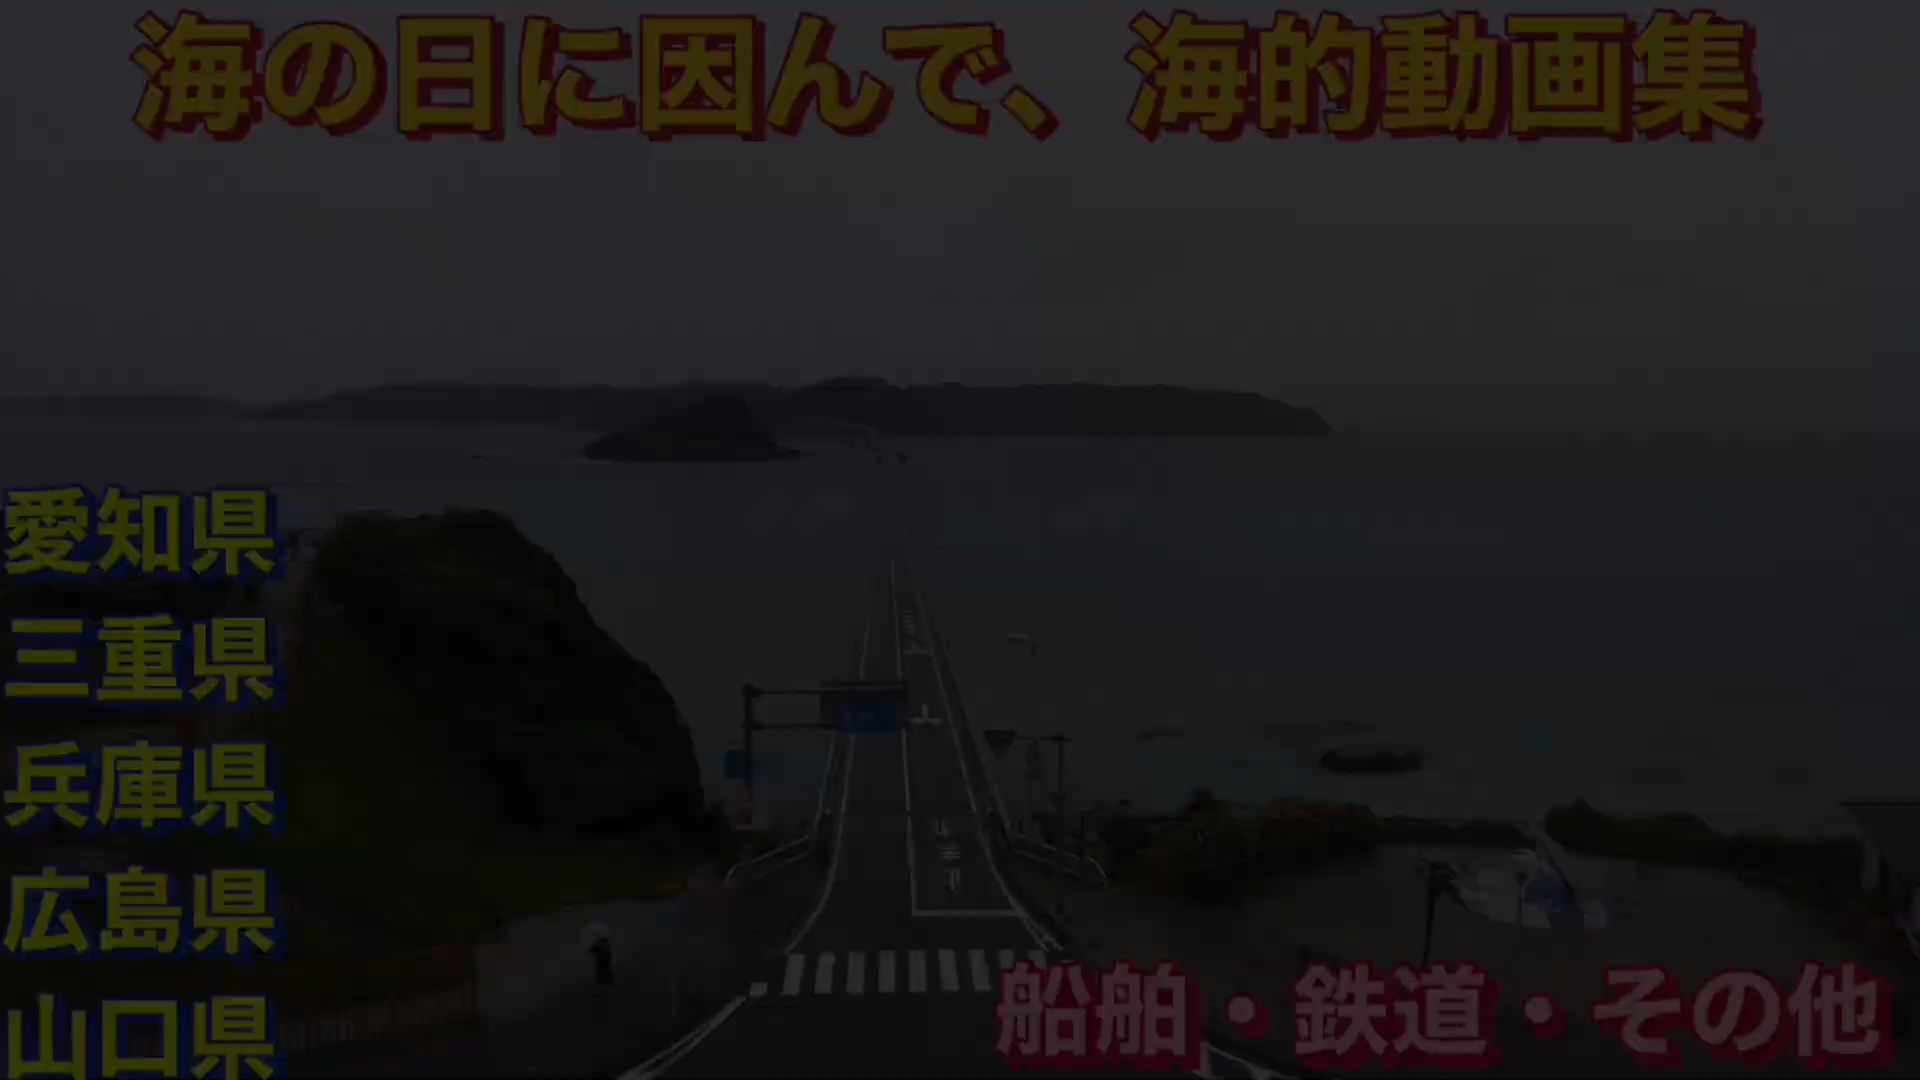 海の日に因んで、海的動画集
愛知県
三重県
兵庫県
広島県
山口県
船舶・鉄道・その他